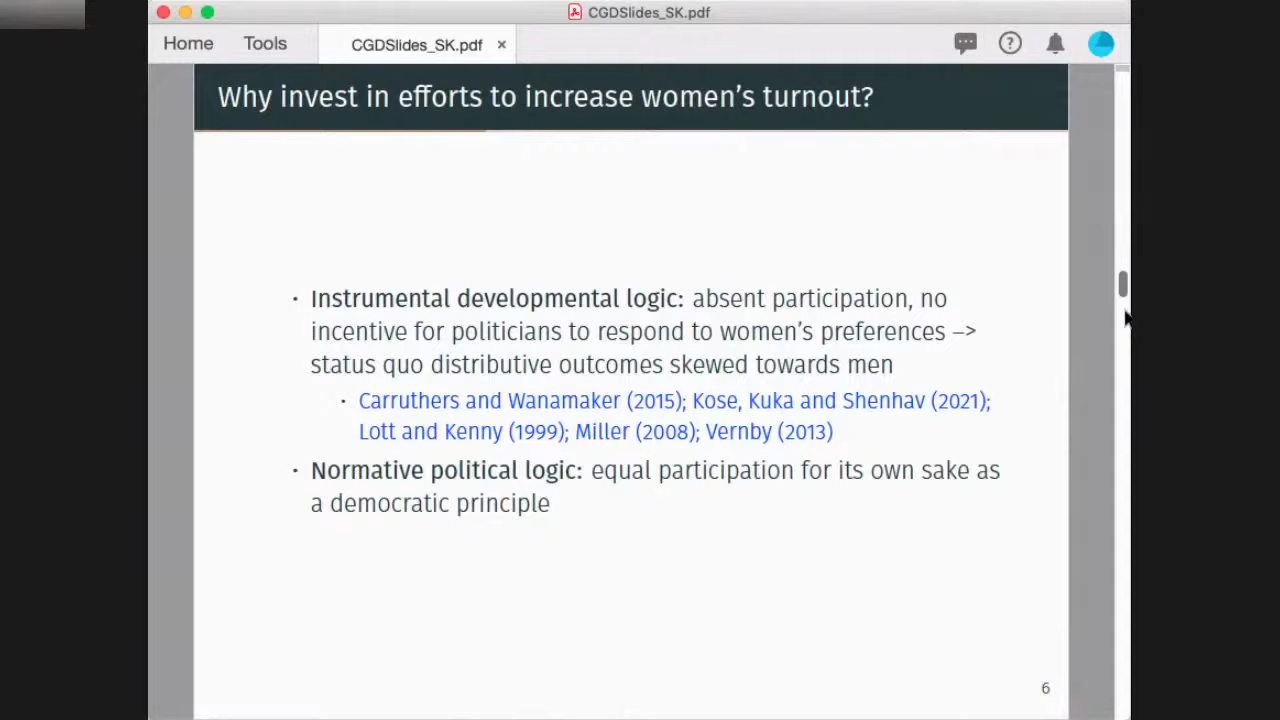 CGDSlides_SK.pdf
Home Tools CGDSlides_SK.pdf ×
Why invest in efforts to increase women’s turnout?
· Instrumental developmental logic: absent participation, no
incentive for politicians to respond to women’s preferences –>
status quo distributive outcomes skewed towards men
· Carruthers and Wanamaker (2015); Kose, Kuka and Shenhav (2021);
Lott and Kenny (1999); Miller (2008); Vernby (2013)
· Normative political logic: equal participation for its own sake as
a democratic principle
6